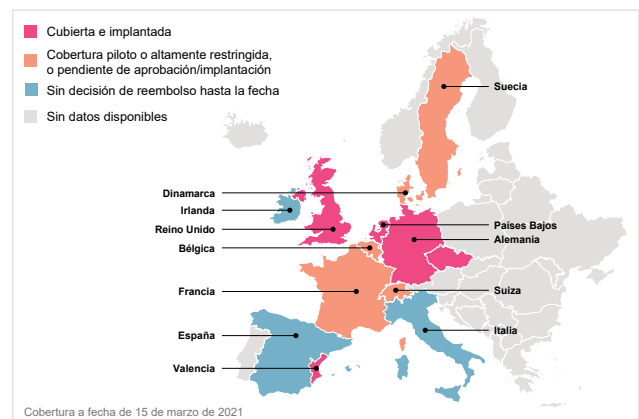 Cubierta e implantada
Cobertura piloto o altamente restringida,
o pendiente de aprobación/implantación
Sin decisión de reembolso hasta la fecha
Sin datos disponibles
Suecia
Dinamarca
Irlanda
Reino Unido
Bélgica
Países Bajos
Alemania
Francia
Suiza
España
Italia
Valencia
Cobertura a fecha de 15 de marzo de 2021